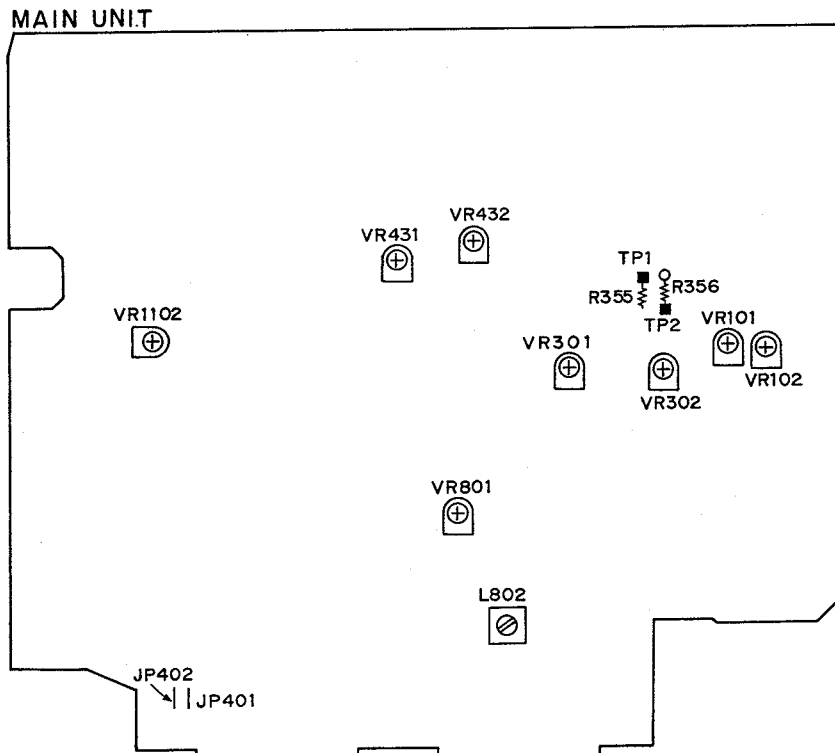 MAIN UNIT
VR432
VR431
TP1
R355
R356
TP2
VR1102
VR101
VR301
VR102
VR302
VR801
L802
JP402
JP401